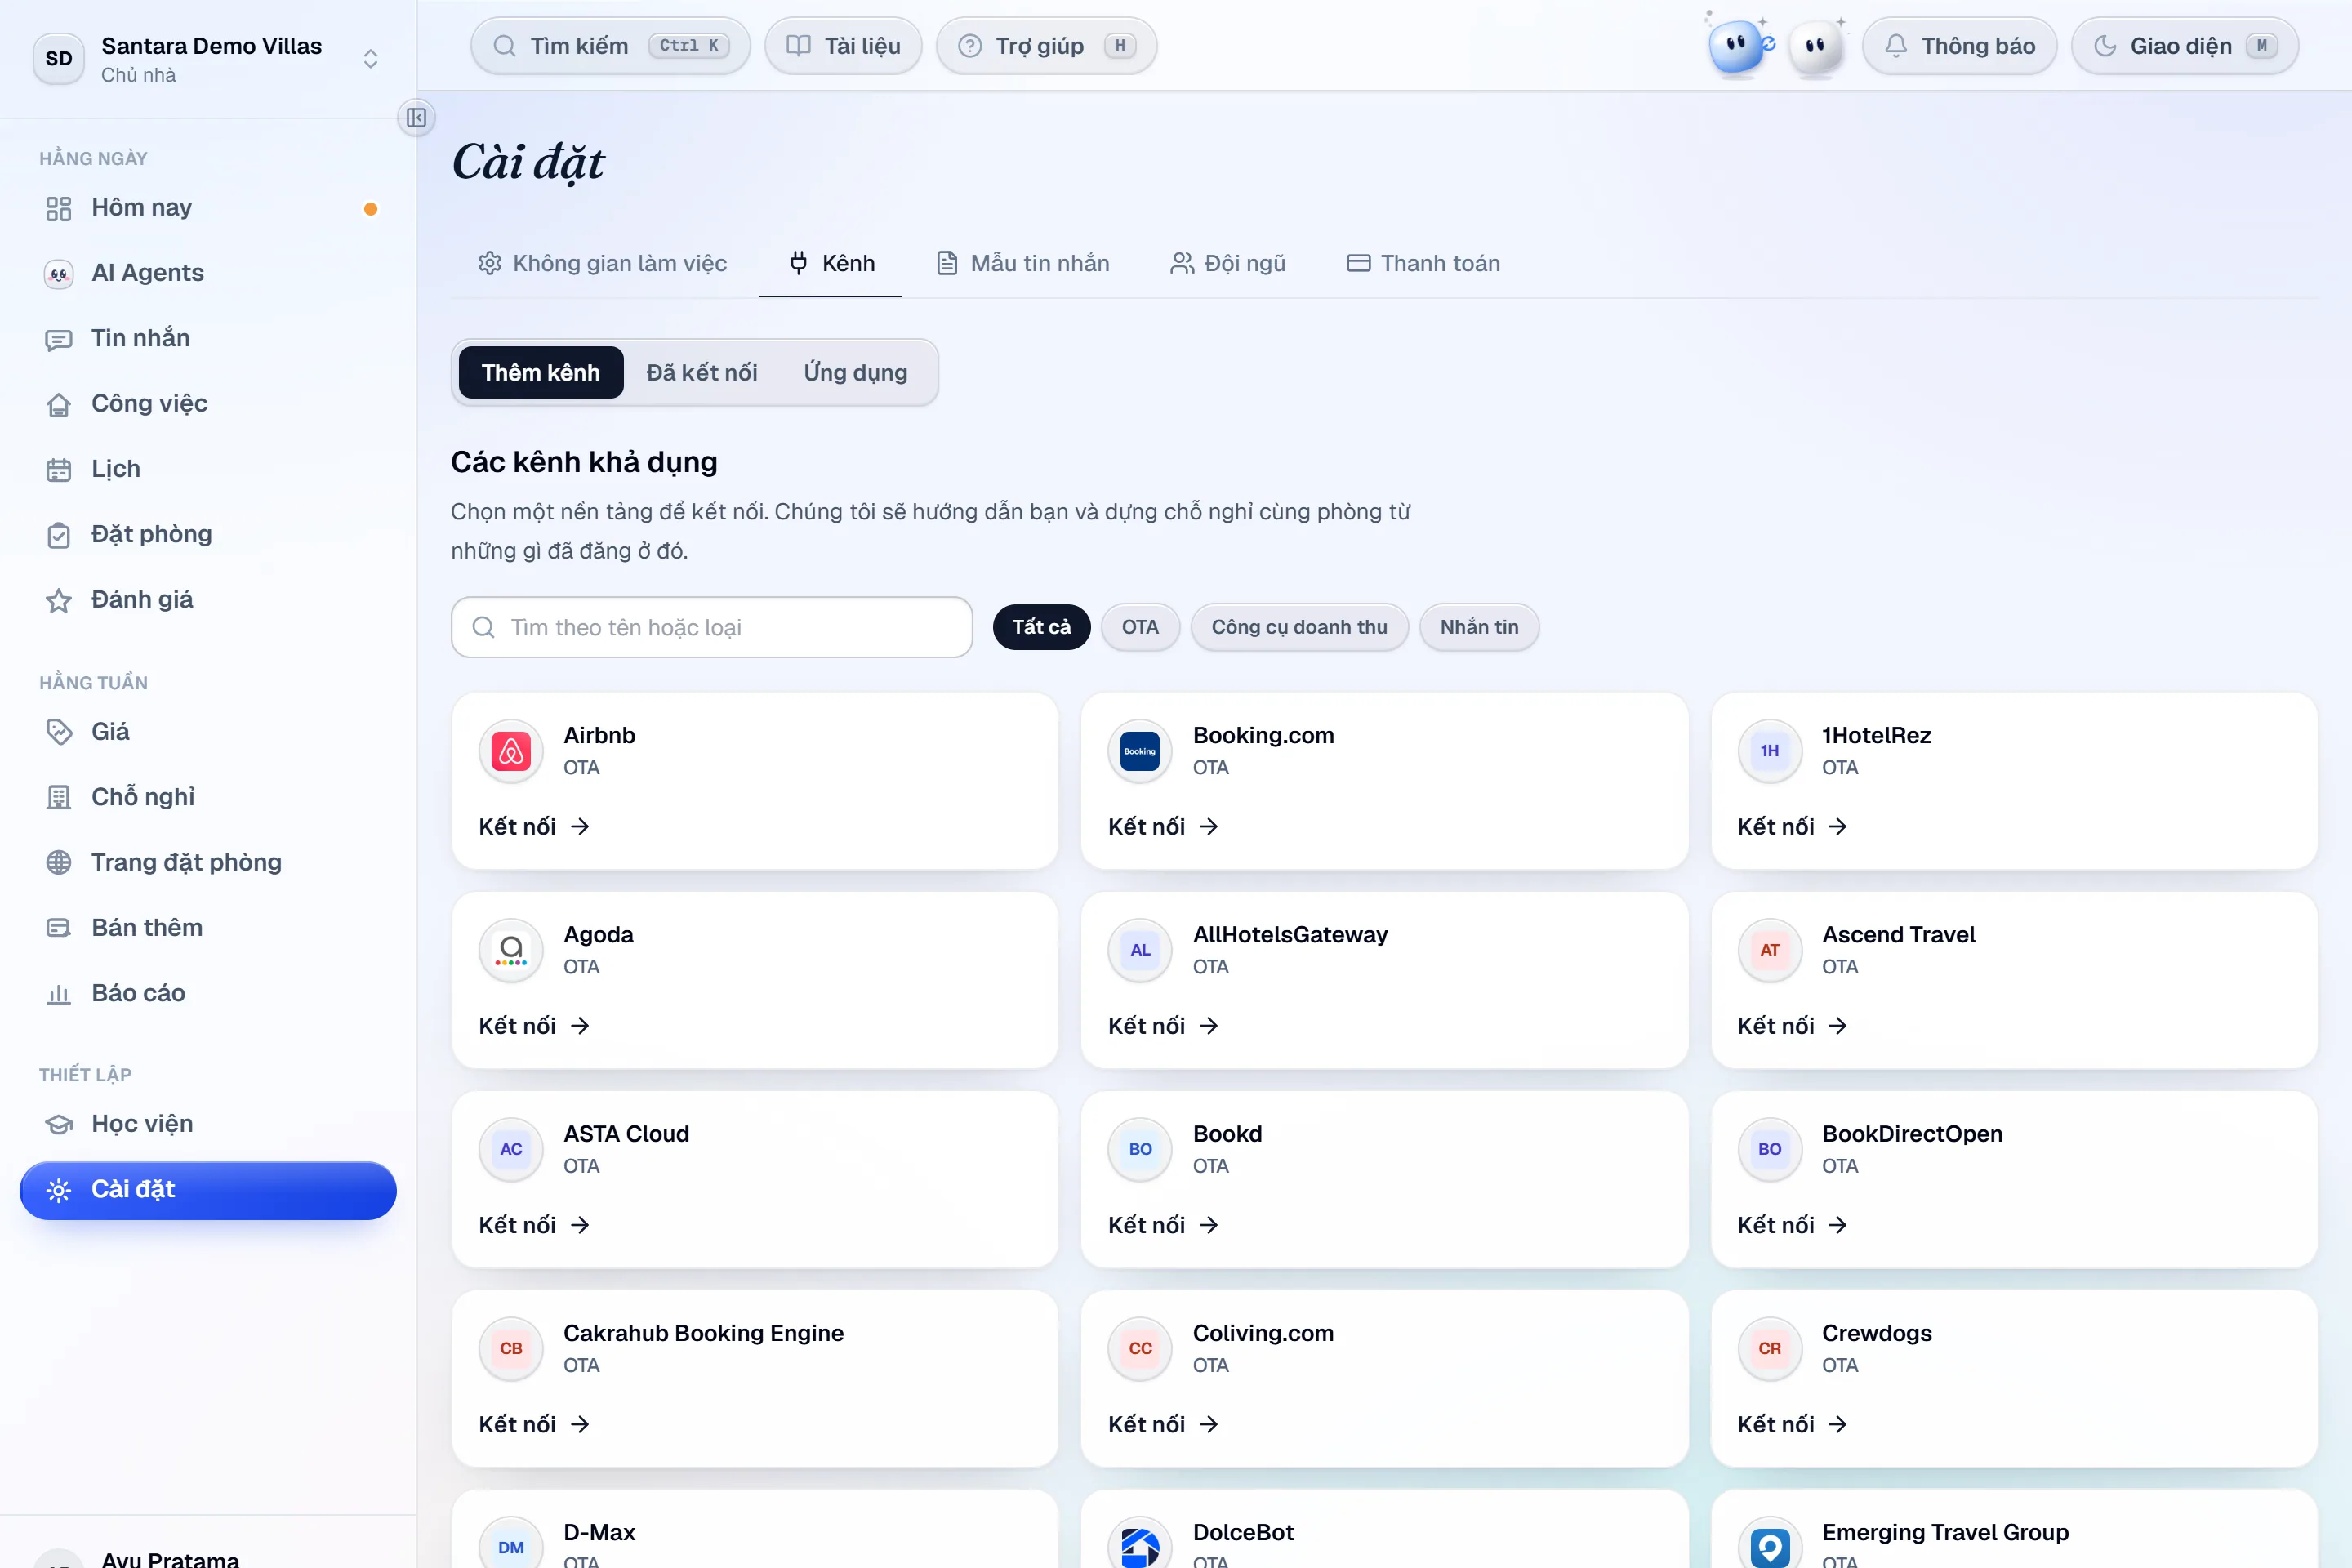 SD
Santara Demo Villas
Chủ nhà
Tìm kiếm Ctrl K
Tài liệu
Trợ giúp H
Thông báo
Giao diện M
HẰNG NGÀY
Hôm nay
AI Agents
Tin nhắn
Công việc
Lịch
Đặt phòng
Đánh giá
HẰNG TUẦN
Giá
Chỗ nghỉ
Trang đặt phòng
Bán thêm
Báo cáo
THIẾT LẬP
Học viện
Cài đặt
Ayu Pratama
Cài đặt
Không gian làm việc
Kênh
Mẫu tin nhắn
Đội ngũ
Thanh toán
Thêm kênh
Đã kết nối
Ứng dụng
Các kênh khả dụng
Chọn một nền tảng để kết nối. Chúng tôi sẽ hướng dẫn bạn và dựng chỗ nghỉ cùng phòng từ
những gì đã đăng ở đó.
Tìm theo tên hoặc loại
Tất cả
OTA
Công cụ doanh thu
Nhắn tin
Airbnb
OTA
Kết nối
Booking
Booking.com
OTA
Kết nối
1H
1HotelRez
OTA
Kết nối
Agoda
OTA
Kết nối
AL
AllHotelsGateway
OTA
Kết nối
AT
Ascend Travel
OTA
Kết nối
AC
ASTA Cloud
OTA
Kết nối
BO
Bookd
OTA
Kết nối
BO
BookDirectOpen
OTA
Kết nối
CB
Cakrahub Booking Engine
OTA
Kết nối
CC
Coliving.com
OTA
Kết nối
CR
Crewdogs
OTA
Kết nối
DM
D-Max
OTA
DolceBot
OTA
Emerging Travel Group
OTA